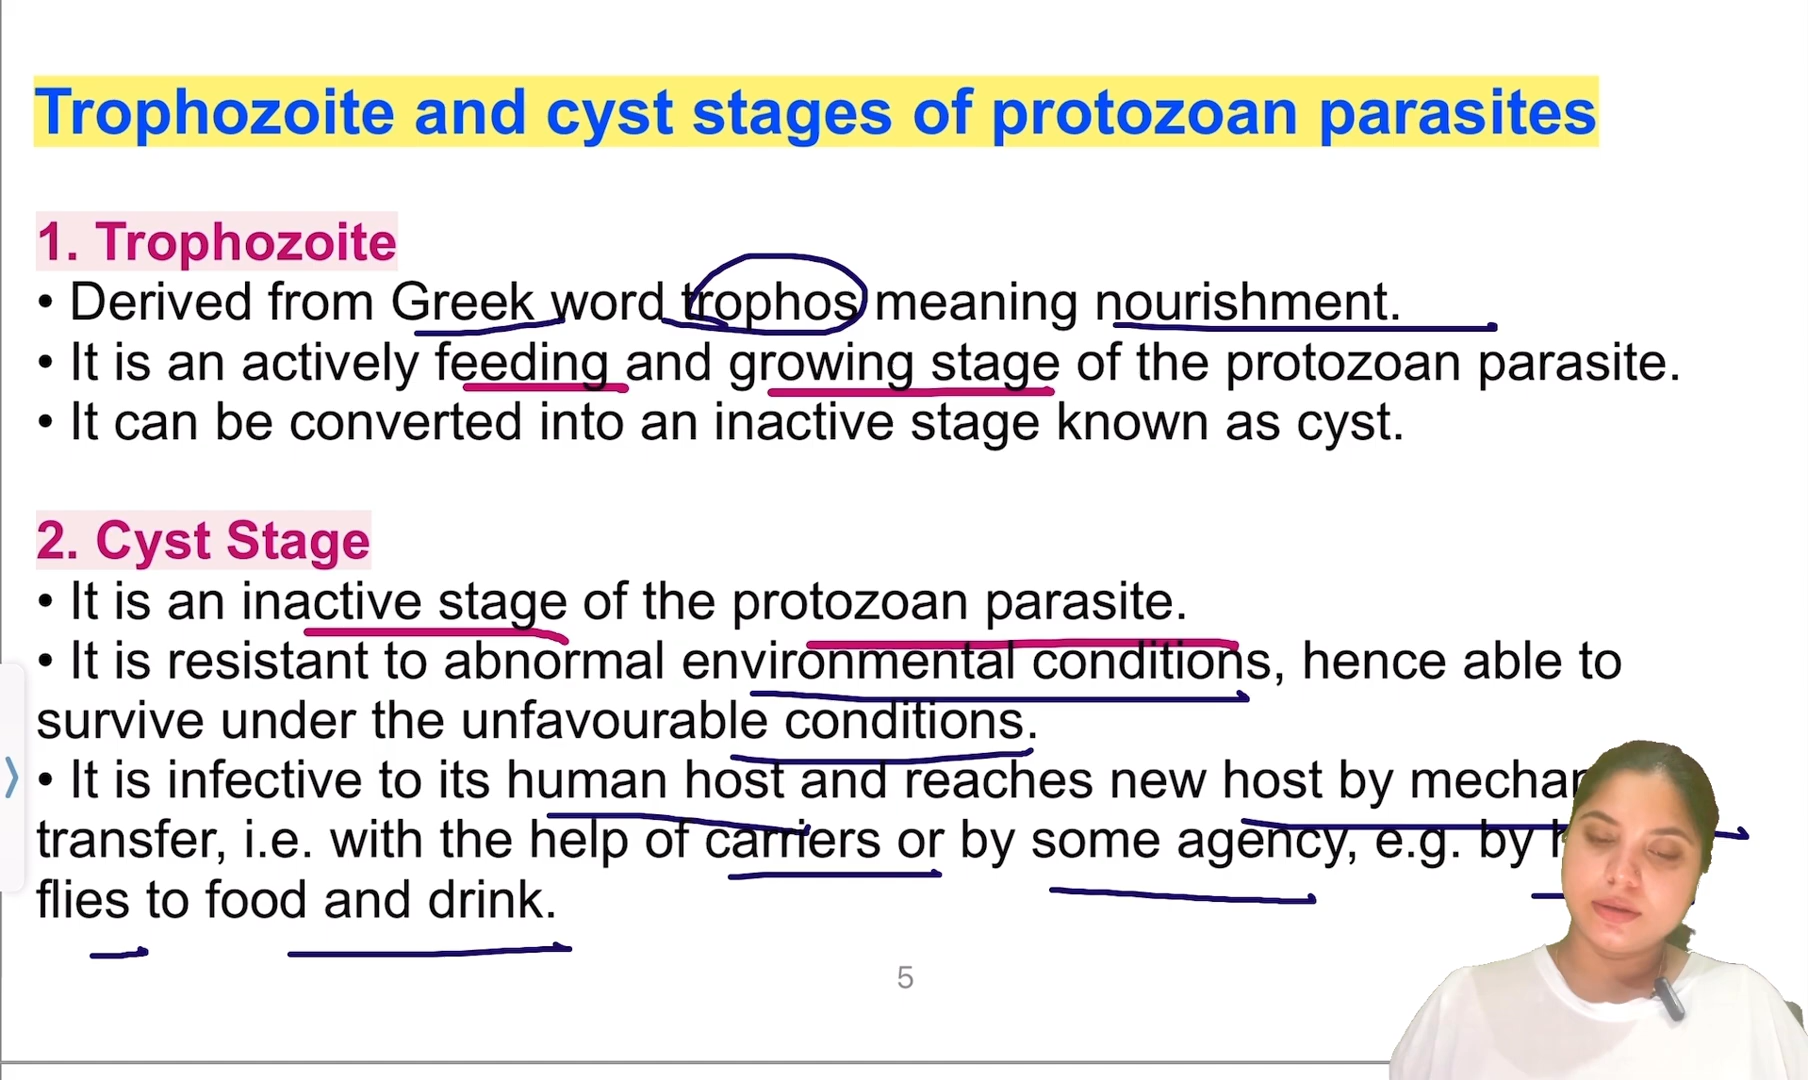 Trophozoite and cyst stages of protozoan parasites
1. Trophozoite
• Derived from Greek word trophos meaning nourishment.
• It is an actively feeding and growing stage of the protozoan parasite.
• It can be converted into an inactive stage known as cyst.
2. Cyst Stage
• It is an inactive stage of the protozoan parasite.
• It is resistant to abnormal environmental conditions, hence able to
survive under the unfavourable conditions.
• It is infective to its human host and reaches new host by
transfer, i.e. with the help of carriers or by some agency, e.g. by
flies to food and drink.
5